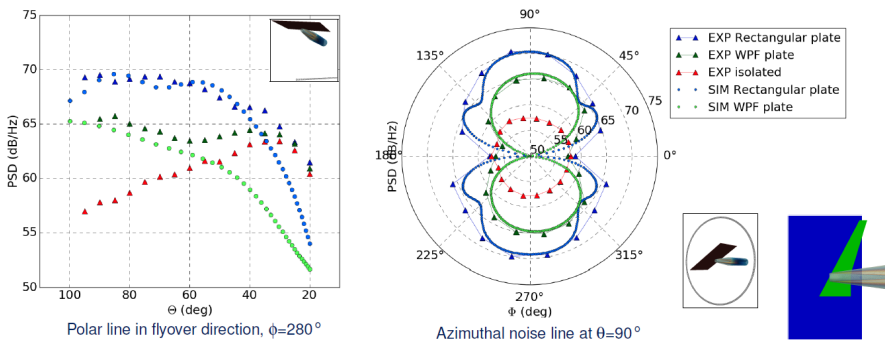 75
70
65
60
55
50
100
80
60
40
20
PSD (dB/Hz)
Θ (deg)
Polar line in flyover direction, ϕ=280°
90°
135°
45°
180°
0°
225°
315°
270°
50
55
60
65
70
75
PSD (dB/Hz)
Φ (deg)
Azimuthal noise line at θ=90°
EXP Rectangular plate
EXP WPF plate
EXP isolated
SIM Rectangular plate
SIM WPF plate